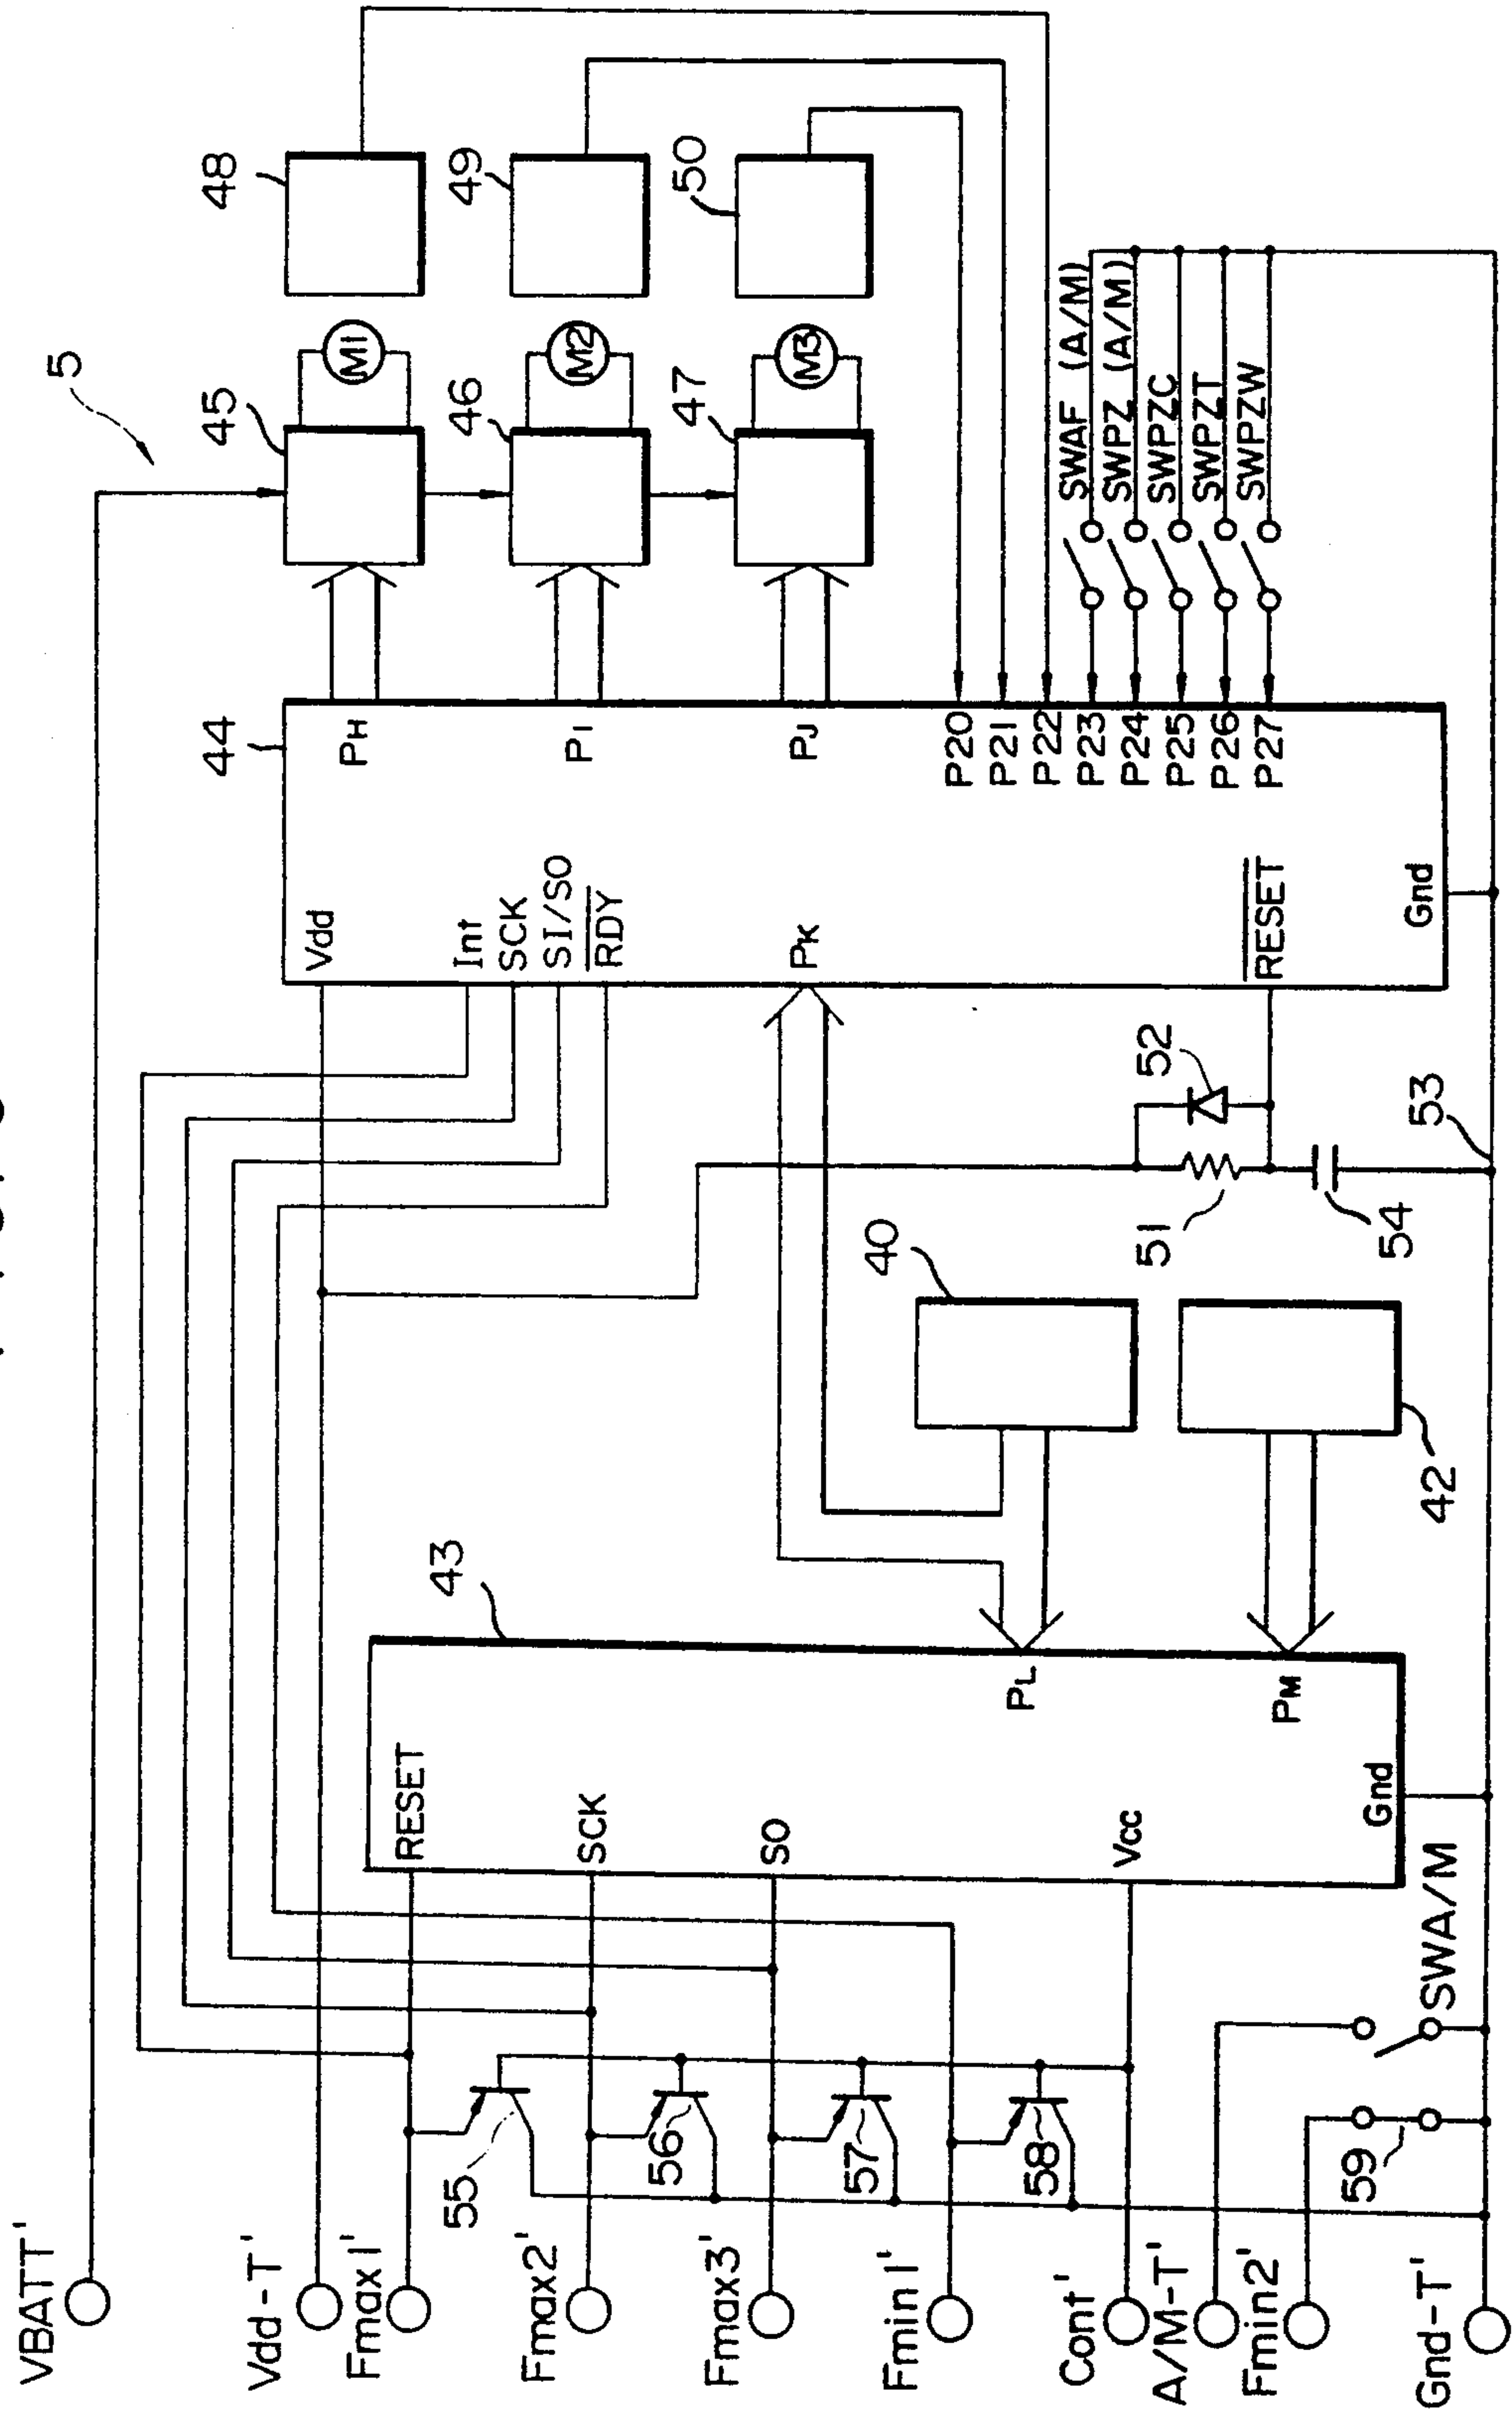 5
VBATT'
Vdd-T'
Fmax1'
Fmax2'
Fmax3'
Fmin1'
Cont'
A/M-T'
Fmin2'
Gnd-T'
55
56
57
58
59
SWA/M
43
RESET
SCK
SO
Vcc
Gnd
PL
PM
40
42
51
52
53
54
44
Vdd
Int
SCK
SI/SO
RDY
PK
RESET
Gnd
PH
PI
PJ
P20
P21
P22
P23
P24
P25
P26
P27
45
46
47
M1
M2
M3
48
49
50
SWAF (A/M)
SWPZ (A/M)
SWPZC
SWPZT
SWPZW